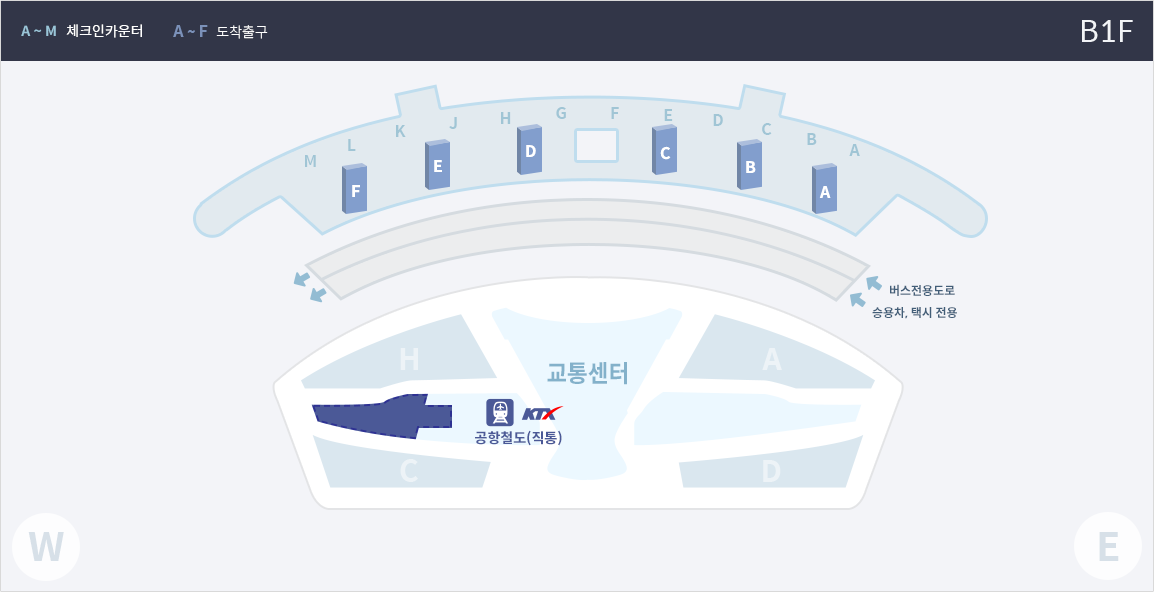 A ~ M 체크인카운터 A ~ F 도착출구 B1F
M L K J H G F E D C B A
F E D C B A
버스전용도로
승용차, 택시 전용
교통센터
H A
KTX
공항철도(직통)
C D
W E